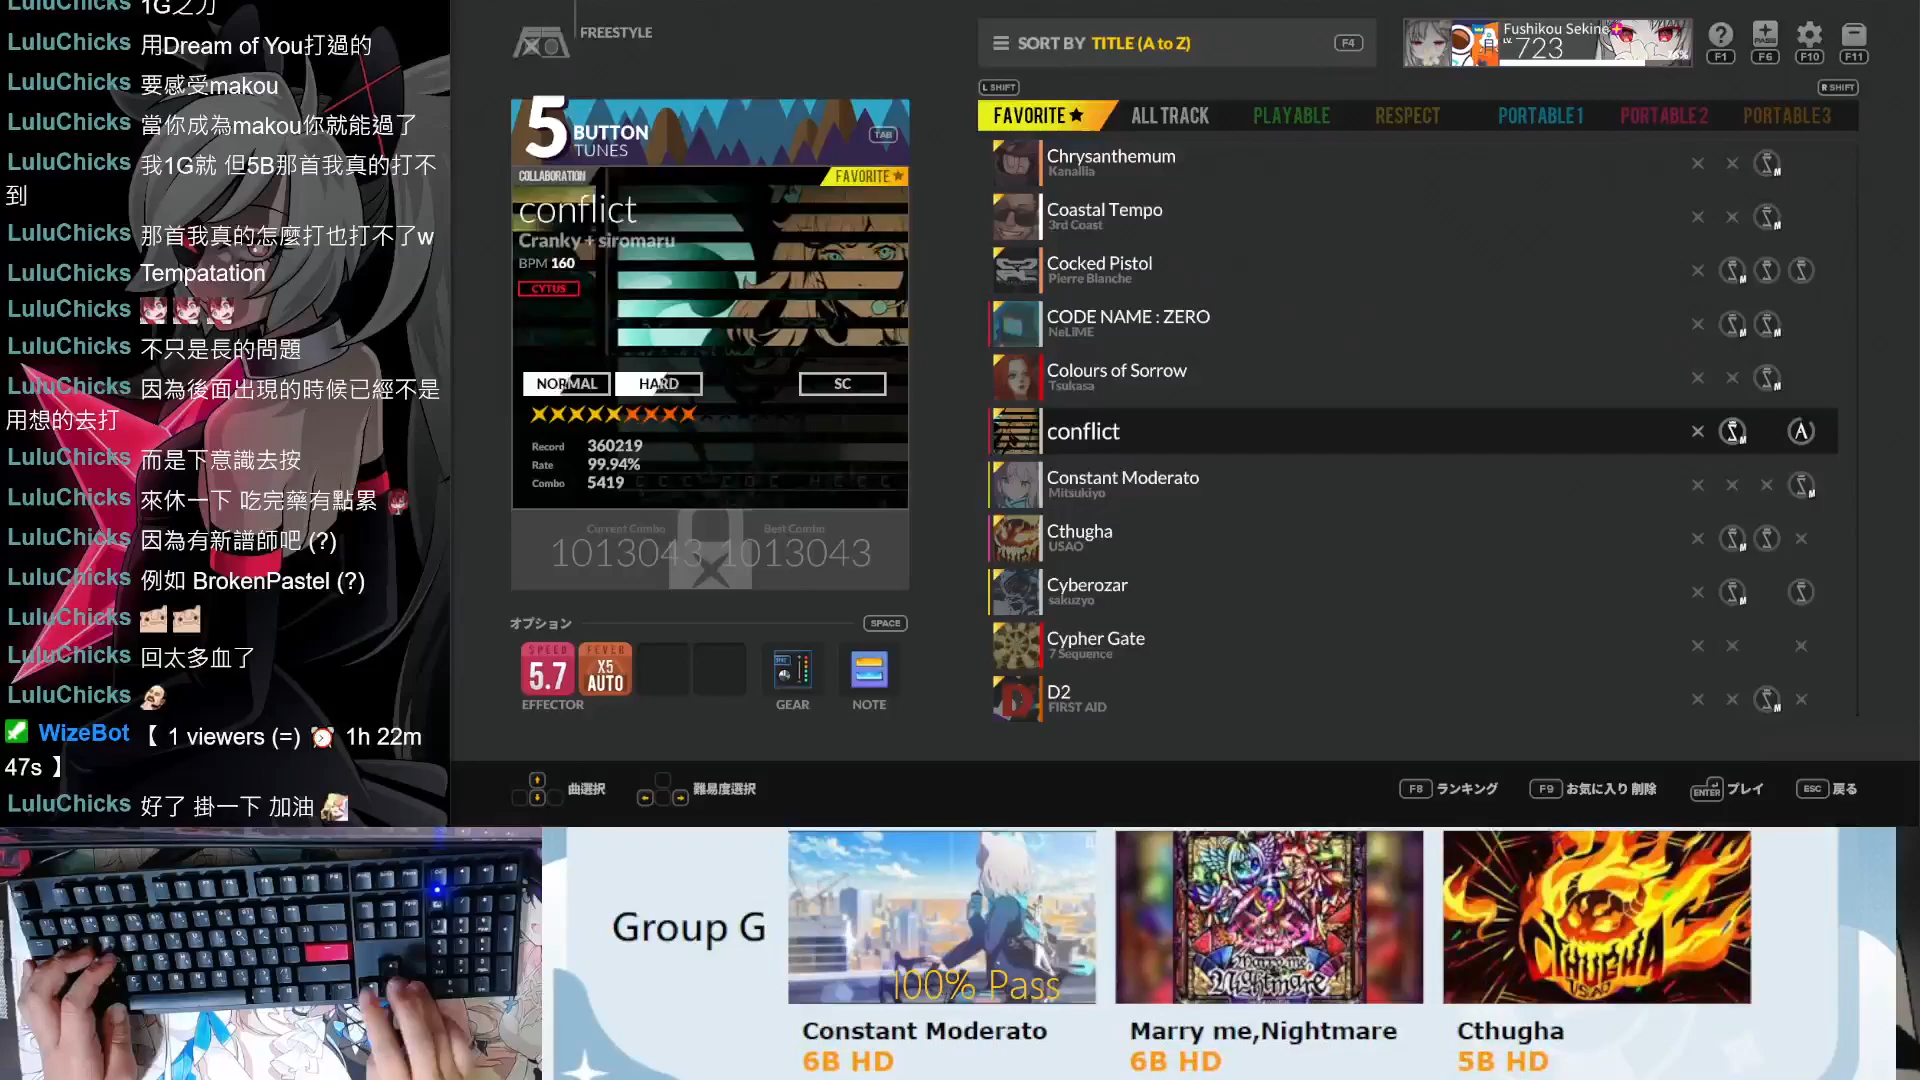 LuluChicks 1G之力
LuluChicks 用Dream of You打過的
LuluChicks 要感受makou
LuluChicks 當你成為makou你就能過了
LuluChicks 我1G就 但5B那首我真的打不
到
LuluChicks 那首我真的怎麼打也打不了w
LuluChicks Tempatation
LuluChicks
LuluChicks 不只是長的問題
LuluChicks 因為後面出現的時候已經不是
用想的去打
LuluChicks 而是下意識去按
LuluChicks 來休一下 吃完藥有點累
LuluChicks 因為有新譜師吧 (?)
LuluChicks 例如 BrokenPastel (?)
LuluChicks
LuluChicks 回太多血了
LuluChicks
WizeBot 【 1 viewers (=) ⏰ 1h 22m
47s 】
LuluChicks 好了 掛一下 加油
FREESTYLE
SORT BY TITLE (A to Z) F4
Fushikou Sekine
LV. 723
F1 F6 F10 F11
L SHIFT R SHIFT
FAVORITE★ ALL TRACK PLAYABLE RESPECT PORTABLE1 PORTABLE2 PORTABLE3
5 BUTTON
TUNES
TAB
COLLABORATION FAVORITE★
conflict
Cranky + siromaru
BPM 160
CYTUS
NORMAL HARD SC
Record 360219
Rate 99.94%
Combo 5419
Current Combo Best Combo
1013043 1013043
オプション SPACE
SPEED 5.7
FEVER X5 AUTO
EFFECTOR GEAR NOTE
Chrysanthemum
Kanallia
Coastal Tempo
3rd Coast
Cocked Pistol
Pierre Blanche
CODE NAME : ZERO
NeLiME
Colours of Sorrow
Tsukasa
conflict
Constant Moderato
Mitsukiyo
Cthugha
USAO
Cyberozar
sakuzyo
Cypher Gate
7 Sequence
D2
FIRST AID
曲選択 難易度選択
F8 ランキング F9 お気に入り 削除 ENTER プレイ ESC 戻る
Group G
100% Pass
Marry me, Nightmare
CTHUGHA
USAO
Constant Moderato
6B HD
Marry me,Nightmare
6B HD
Cthugha
5B HD